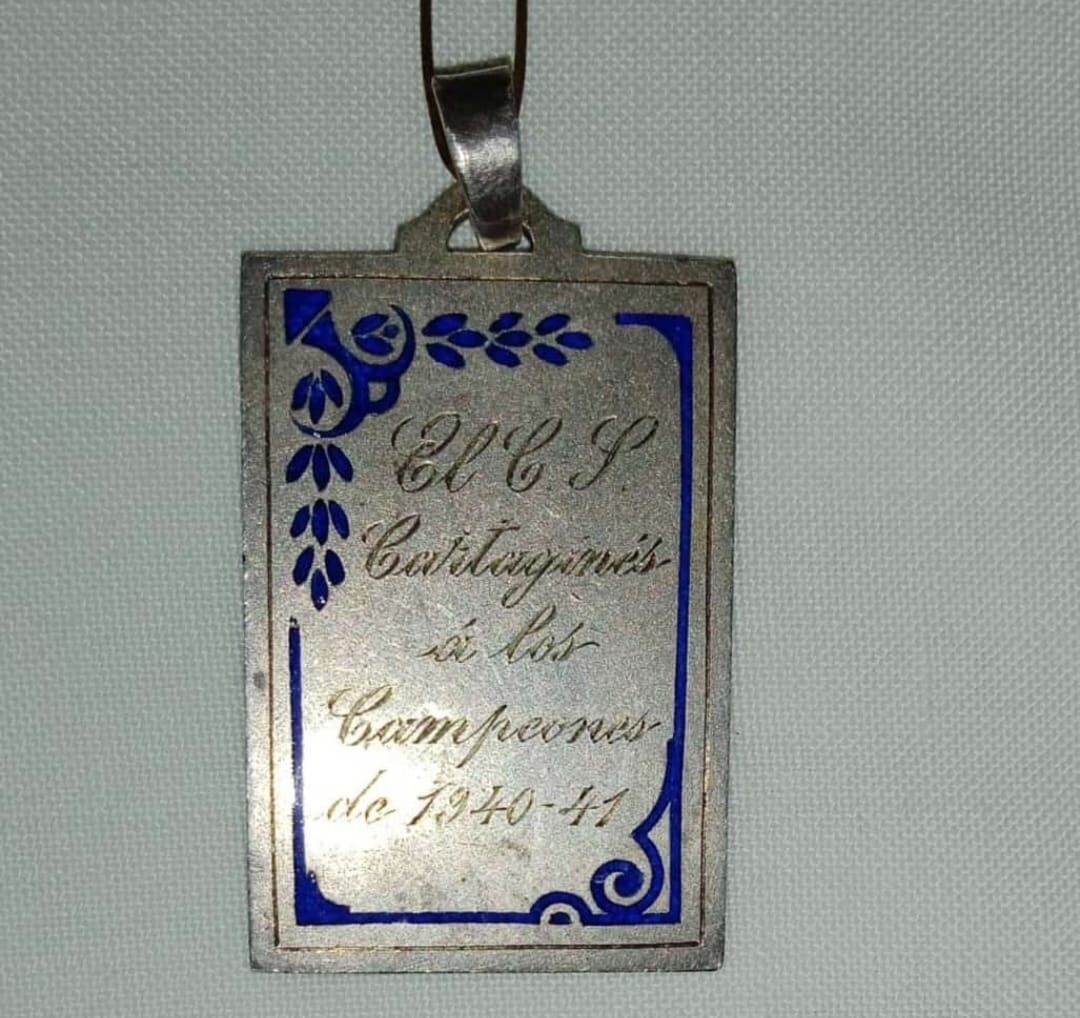 El C. S.
Cartaginés
á los
Campeones
de 1940-41